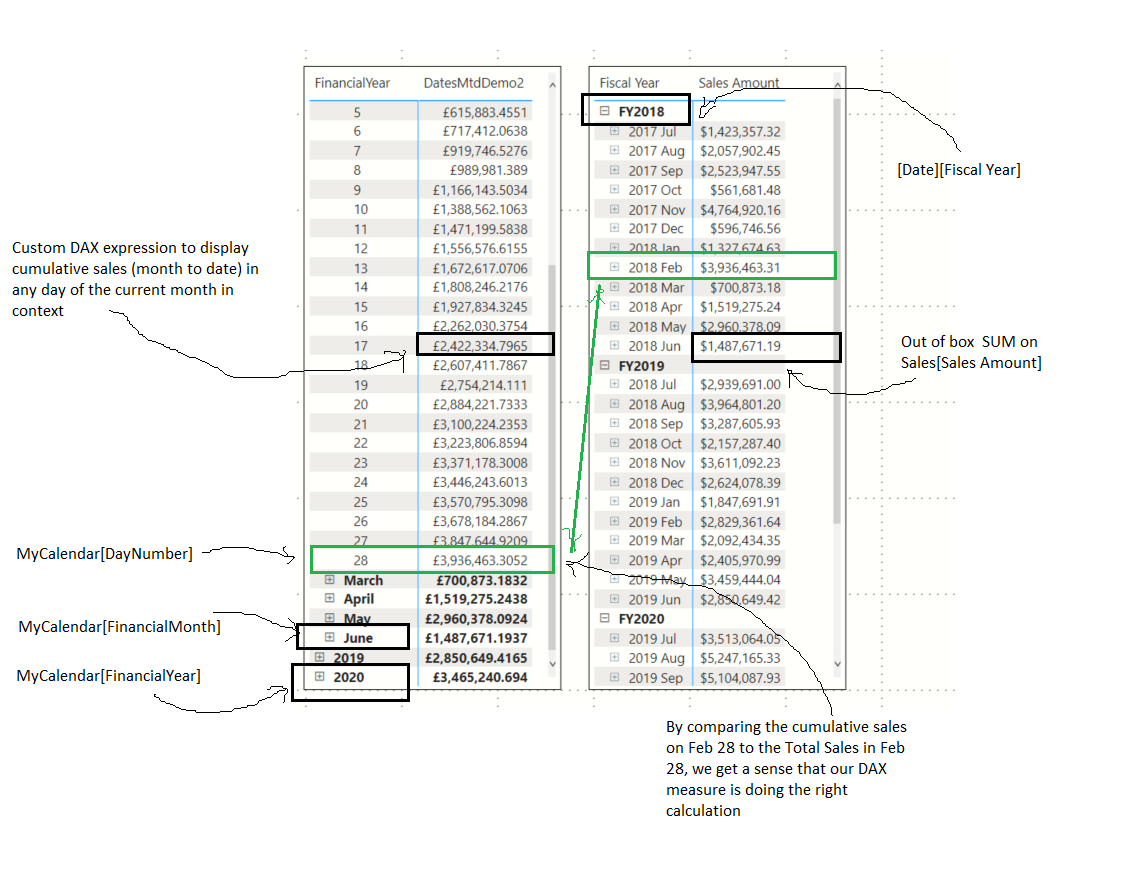 FinancialYear DatesMtdDemo2
5 £615,883.4551
6 £717,412.0638
7 £919,746.5276
8 £989,981.389
9 £1,166,143.5034
10 £1,388,562.1063
11 £1,471,199.5838
12 £1,556,576.6155
13 £1,672,617.0706
14 £1,808,246.2176
15 £1,927,834.3245
16 £2,262,030.3754
17 £2,422,334.7965
18 £2,607,411.7867
19 £2,754,214.111
20 £2,884,221.7333
21 £3,100,224.2353
22 £3,223,806.8594
23 £3,371,178.3008
24 £3,446,243.6013
25 £3,570,795.3098
26 £3,678,184.2867
27 £3,847,644.9209
28 £3,936,463.3052
March £700,873.1832
April £1,519,275.2438
May £2,960,378.0924
June £1,487,671.1937
2019 £2,850,649.4165
2020 £3,465,240.694
Fiscal Year Sales Amount
FY2018
2017 Jul $1,423,357.32
2017 Aug $2,057,902.45
2017 Sep $2,523,947.55
2017 Oct $561,681.48
2017 Nov $4,764,920.16
2017 Dec $596,746.56
2018 Jan $1,327,674.63
2018 Feb $3,936,463.31
2018 Mar $700,873.18
2018 Apr $1,519,275.24
2018 May $2,960,378.09
2018 Jun $1,487,671.19
FY2019
2018 Jul $2,939,691.00
2018 Aug $3,964,801.20
2018 Sep $3,287,605.93
2018 Oct $2,157,287.40
2018 Nov $3,611,092.23
2018 Dec $2,624,078.39
2019 Jan $1,847,691.91
2019 Feb $2,829,361.64
2019 Mar $2,092,434.35
2019 Apr $2,405,970.99
2019 May $3,459,444.04
2019 Jun $2,850,649.42
FY2020
2019 Jul $3,513,064.05
2019 Aug $5,247,165.33
2019 Sep $5,104,087.93
[Date][Fiscal Year]
Custom DAX expression to display
cumulative sales (month to date) in
any day of the current month in
context
Out of box SUM on
Sales[Sales Amount]
MyCalendar[DayNumber]
MyCalendar[FinancialMonth]
MyCalendar[FinancialYear]
By comparing the cumulative sales
on Feb 28 to the Total Sales in Feb
28, we get a sense that our DAX
measure is doing the right
calculation